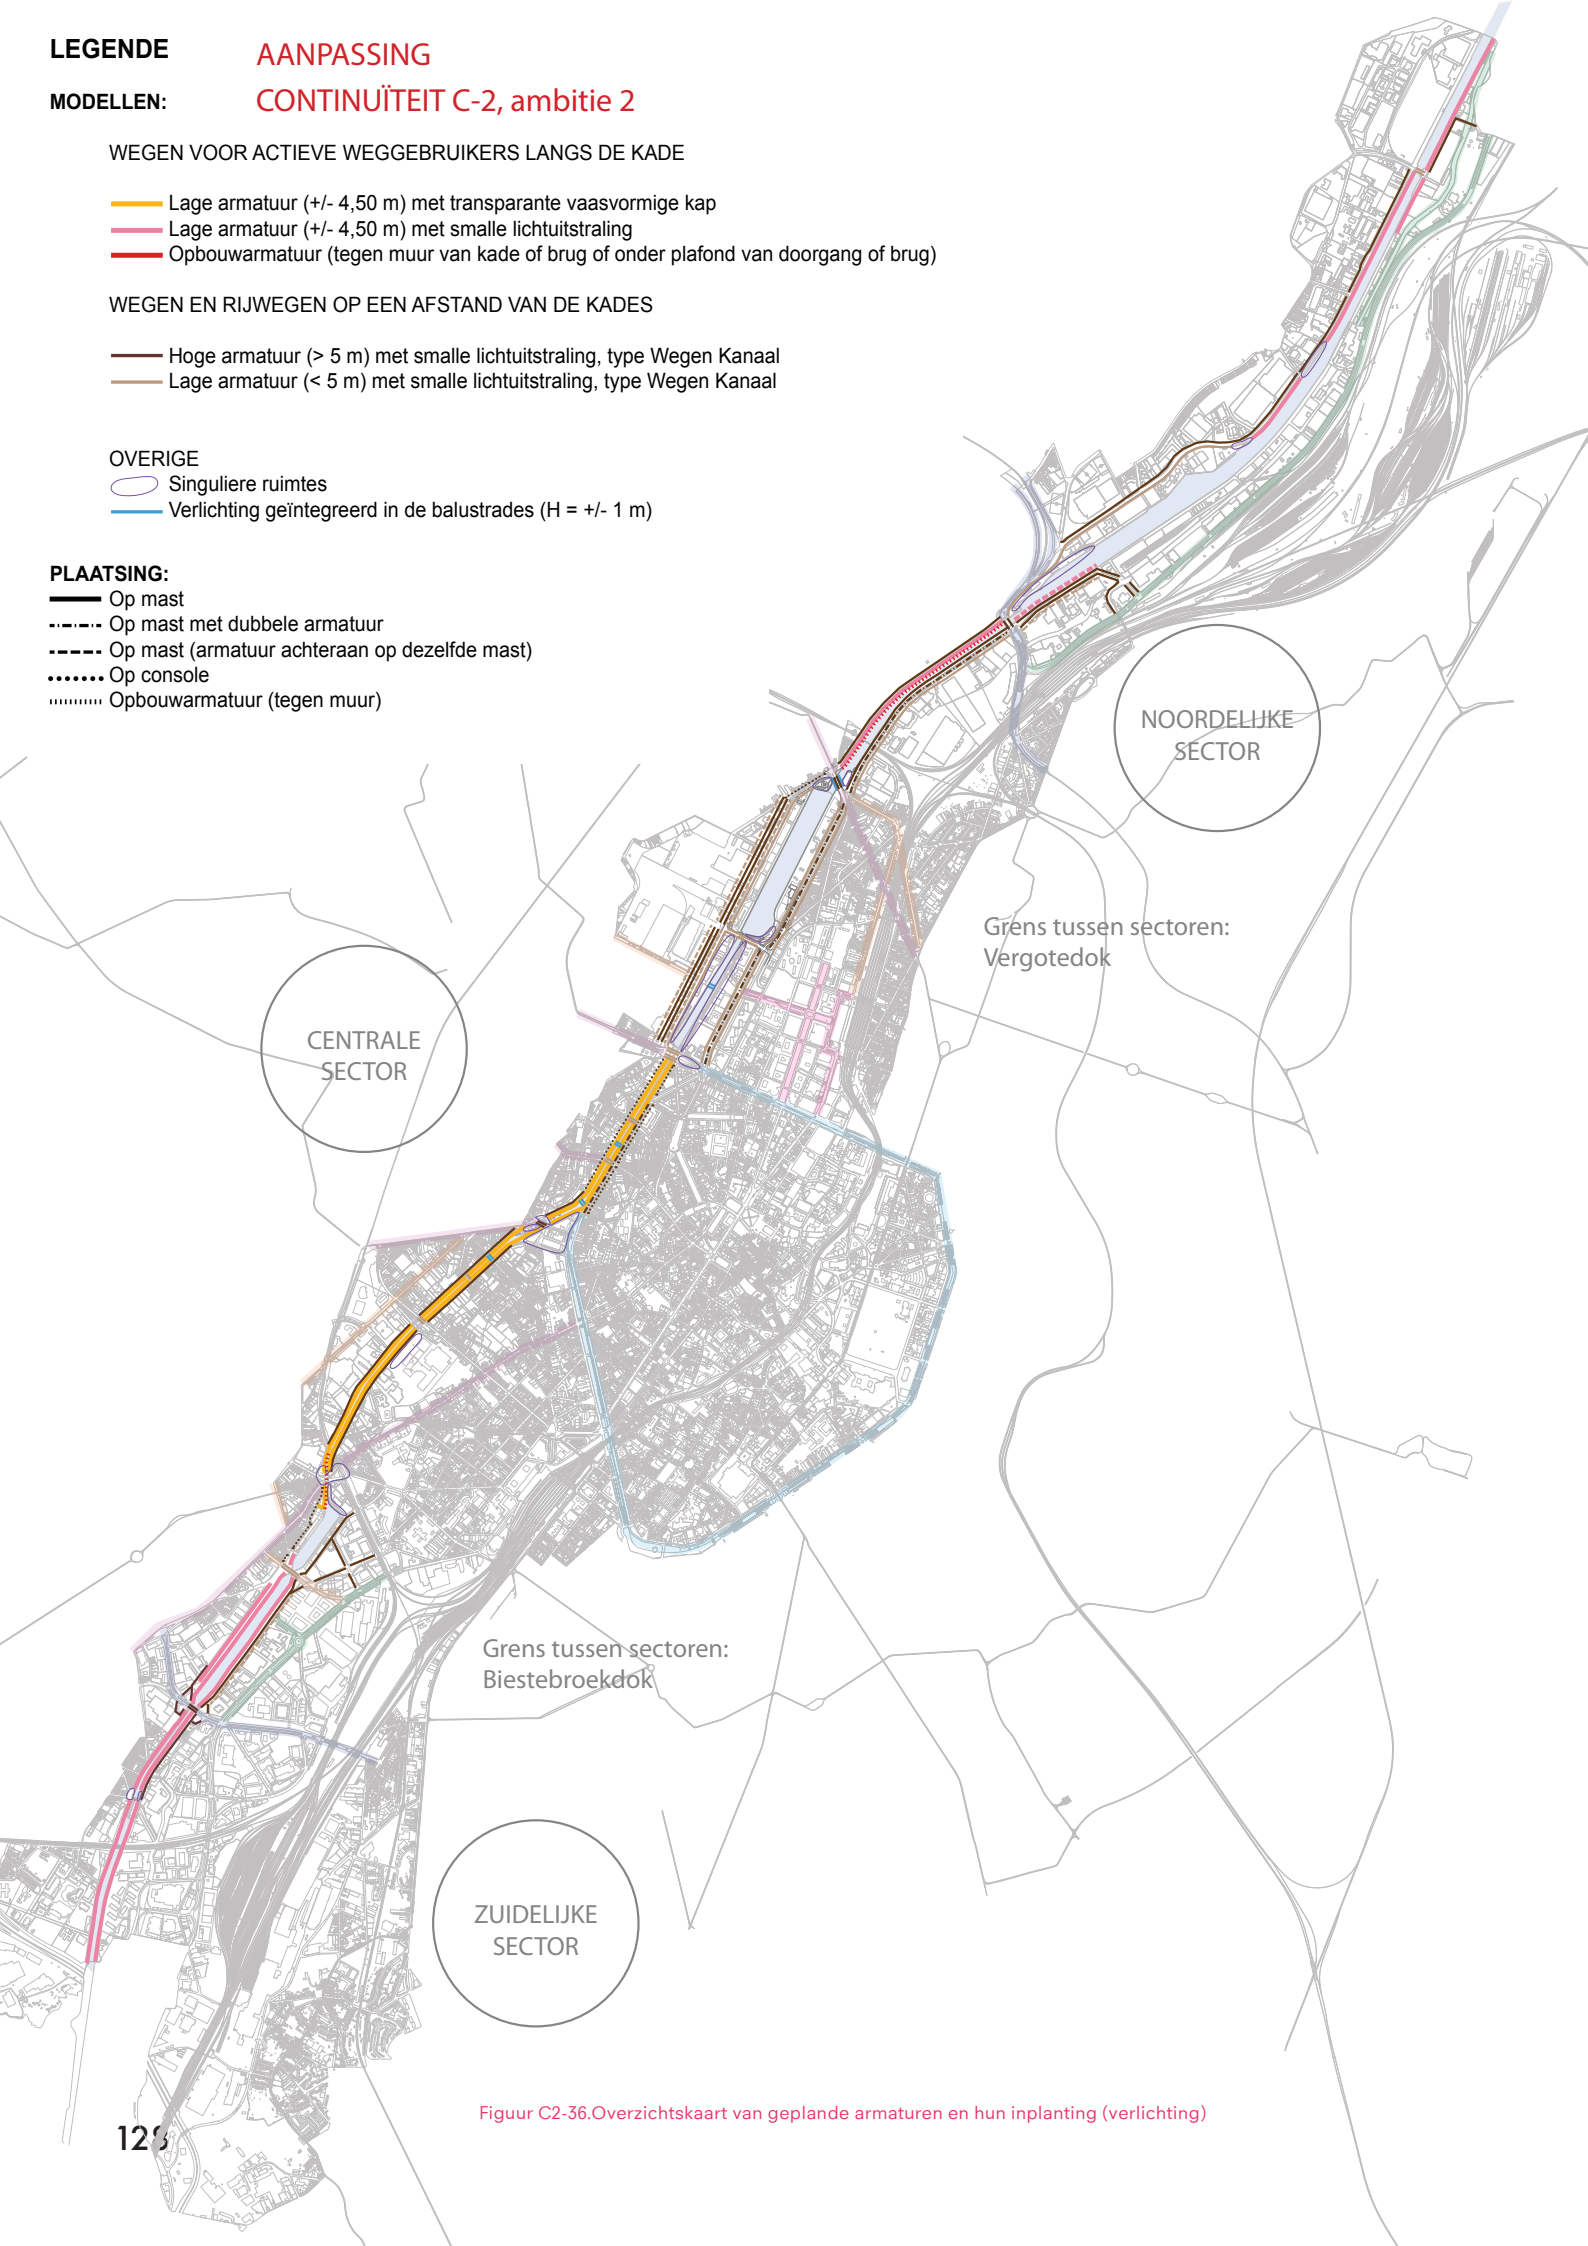 LEGENDE
AANPASSING
MODELLEN:
CONTINUÏTEIT C-2, ambitie 2
WEGEN VOOR ACTIEVE WEGGEBRUIKERS LANGS DE KADE
Lage armatuur (+/- 4,50 m) met transparante vaasvormige kap
Lage armatuur (+/- 4,50 m) met smalle lichtuitstraling
Opbouwarmatuur (tegen muur van kade of brug of onder plafond van doorgang of brug)
WEGEN EN RIJWEGEN OP EEN AFSTAND VAN DE KADES
Hoge armatuur (> 5 m) met smalle lichtuitstraling, type Wegen Kanaal
Lage armatuur (< 5 m) met smalle lichtuitstraling, type Wegen Kanaal
OVERIGE
Singuliere ruimtes
Verlichting geïntegreerd in de balustrades (H = +/- 1 m)
PLAATSING:
Op mast
Op mast met dubbele armatuur
Op mast (armatuur achteraan op dezelfde mast)
Op console
Opbouwarmatuur (tegen muur)
NOORDELIJKE
SECTOR
Grens tussen sectoren:
Vergotedok
CENTRALE
SECTOR
Grens tussen sectoren:
Biestebroekdok
ZUIDELIJKE
SECTOR
Figuur C2-36.Overzichtskaart van geplande armaturen en hun inplanting (verlichting)
128